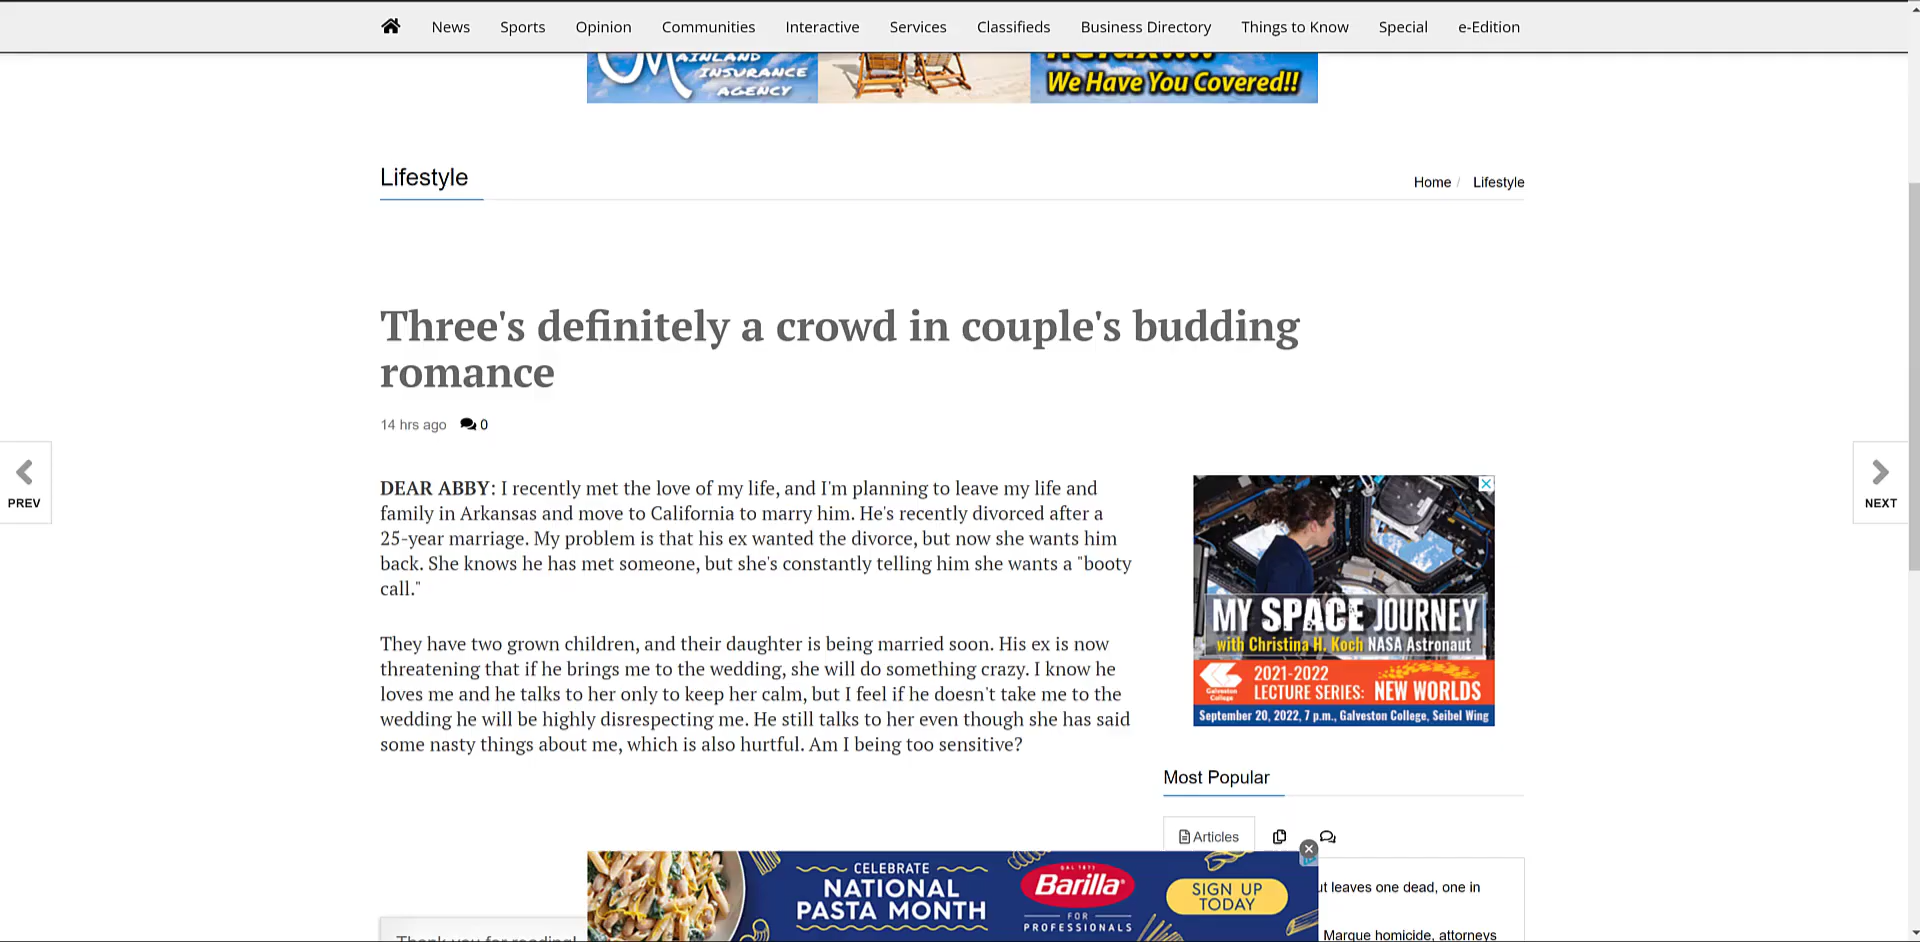 News Sports Opinion Communities Interactive Services Classifieds Business Directory Things to Know Special e-Edition
MAINLAND
INSURANCE
AGENCY
We Have You Covered!!
Lifestyle
Home / Lifestyle
Three's definitely a crowd in couple's budding
romance
14 hrs ago 0
PREV
NEXT
DEAR ABBY: I recently met the love of my life, and I'm planning to leave my life and
family in Arkansas and move to California to marry him. He's recently divorced after a
25-year marriage. My problem is that his ex wanted the divorce, but now she wants him
back. She knows he has met someone, but she's constantly telling him she wants a "booty
call."
They have two grown children, and their daughter is being married soon. His ex is now
threatening that if he brings me to the wedding, she will do something crazy. I know he
loves me and he talks to her only to keep her calm, but I feel if he doesn't take me to the
wedding he will be highly disrespecting me. He still talks to her even though she has said
some nasty things about me, which is also hurtful. Am I being too sensitive?
MY SPACE JOURNEY
with Christina H. Koch NASA Astronaut
Galveston
College
2021-2022
LECTURE SERIES: NEW WORLDS
September 20, 2022, 7 p.m., Galveston College, Seibel Wing
Most Popular
Articles
ut leaves one dead, one in
Marque homicide, attorneys
CELEBRATE
NATIONAL
PASTA MONTH
DAL 1877
Barilla
FOR
PROFESSIONALS
SIGN UP
TODAY
Thank you for reading!